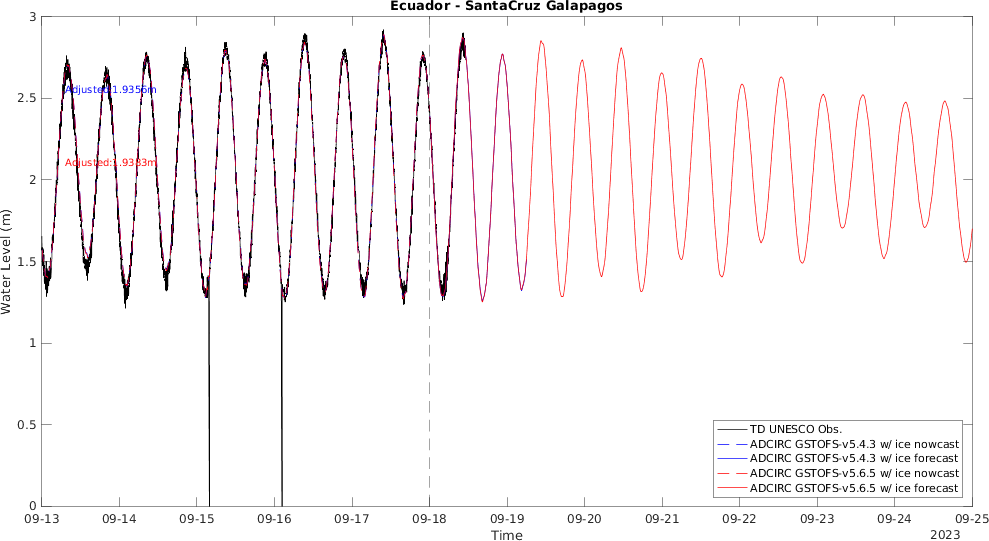 Ecuador - SantaCruz Galapagos
3
2.5
2
1.5
1
0.5
0
Water Level (m)
Adjusted:1.9356m
Adjusted:1.9383m
TD UNESCO Obs.
ADCIRC GSTOFS-v5.4.3 w/ ice nowcast
ADCIRC GSTOFS-v5.4.3 w/ ice forecast
ADCIRC GSTOFS-v5.6.5 w/ ice nowcast
ADCIRC GSTOFS-v5.6.5 w/ ice forecast
09-13 09-14 09-15 09-16 09-17 09-18 09-19 09-20 09-21 09-22 09-23 09-24 09-25
Time
2023